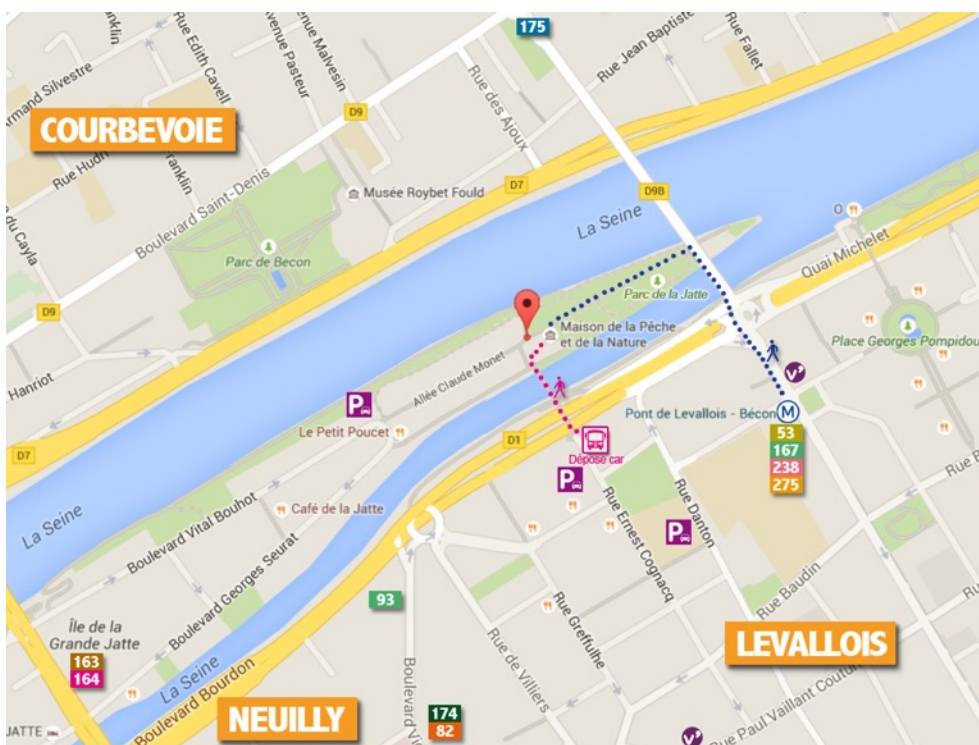 175
Franklin
Rue Edith Cavell
Avenue Pasteur
Avenue Malvesin
Armand Silvestre
Rue des Ajoux
Rue Jean Baptiste
Rue Fallet
D9
COURBEVOIE
Franklin
Boulevard Saint-Denis
Musée Roybet Fould
D7
D9B
La Seine
O
du Cayla
Parc de Becon
Quai Michelet
Parc de la Jatte
D9
Maison de la Pêche
et de la Nature
Place Georges Pompidou
Hanriot
Allée Claude Monet
P
V'
Pont de Levallois - Bécon
M
Le Petit Poucet
D1
53
167
238
275
D7
Dépose car
P
La Seine
Café de la Jatte
Boulevard Vital Bouhot
Rue Ernest Cognacq
Rue Danton
P
Boulevard Georges Seurat
93
Rue Baudin
Île de la
Grande Jatte
163
164
Rue Greffulhe
LEVALLOIS
La Seine
Boulevard Bourdon
Rue de Villiers
NEUILLY
174
82
Boulevard
Rue Paul Vaillant Coutur
JATTE
V'